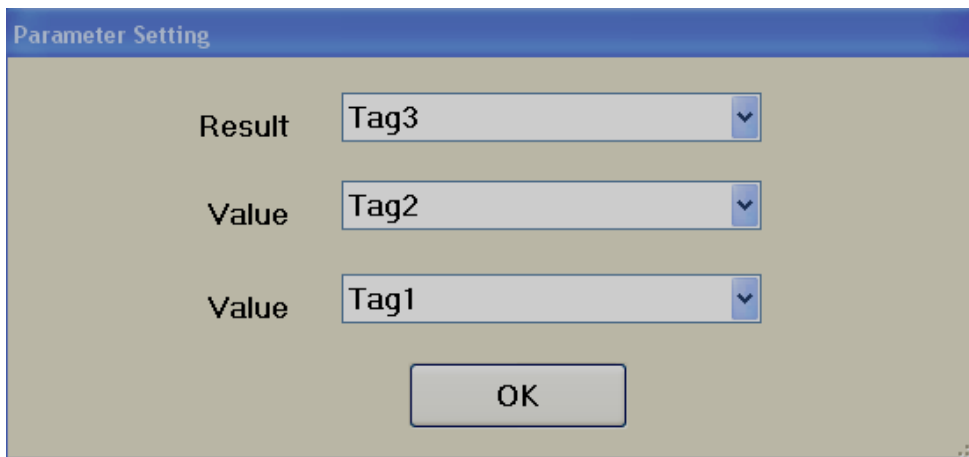 Parameter Setting
Result Tag3
Value Tag2
Value Tag1
OK